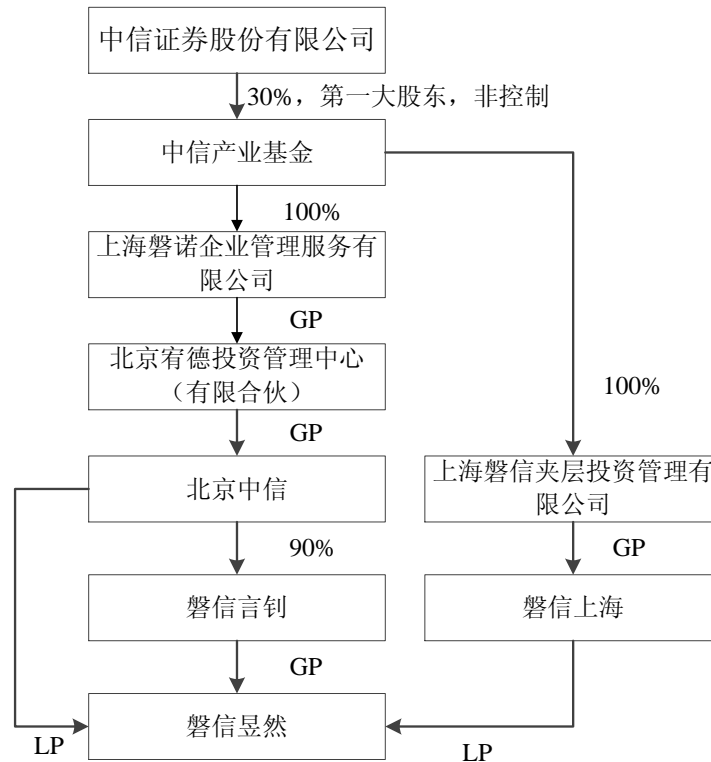 中信证券股份有限公司
30%，第一大股东，非控制
中信产业基金
100%
上海磐诺企业管理服务有
限公司
GP
北京宥德投资管理中心
（有限合伙）
100%
GP
北京中信
上海磐信夹层投资管理有
限公司
90%
GP
磐信言钊
磐信上海
GP
磐信昱然
LP
LP